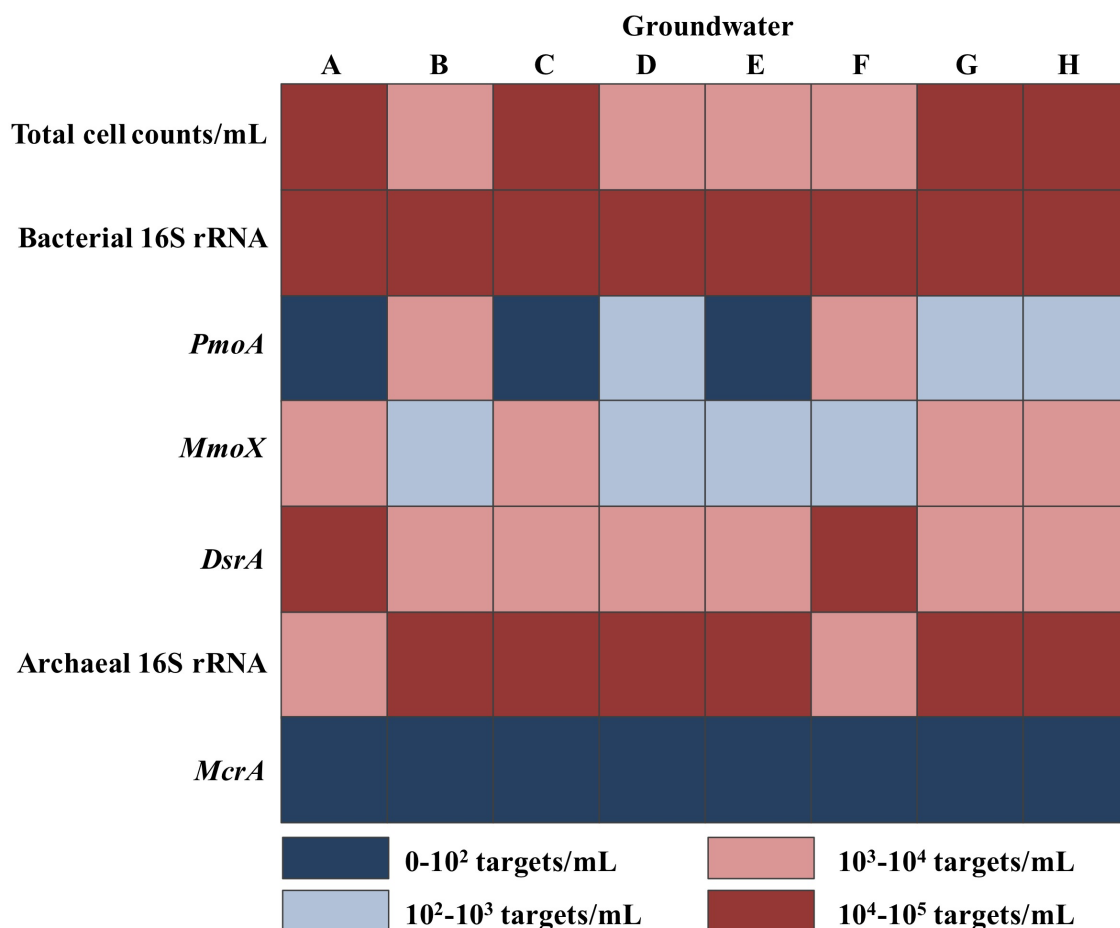 Groundwater
A B C D E F G H
Total cell counts/mL
Bacterial 16S rRNA
PmoA
MmoX
DsrA
Archaeal 16S rRNA
McrA
0-10² targets/mL 10³-10⁴ targets/mL
10²-10³ targets/mL 10⁴-10⁵ targets/mL